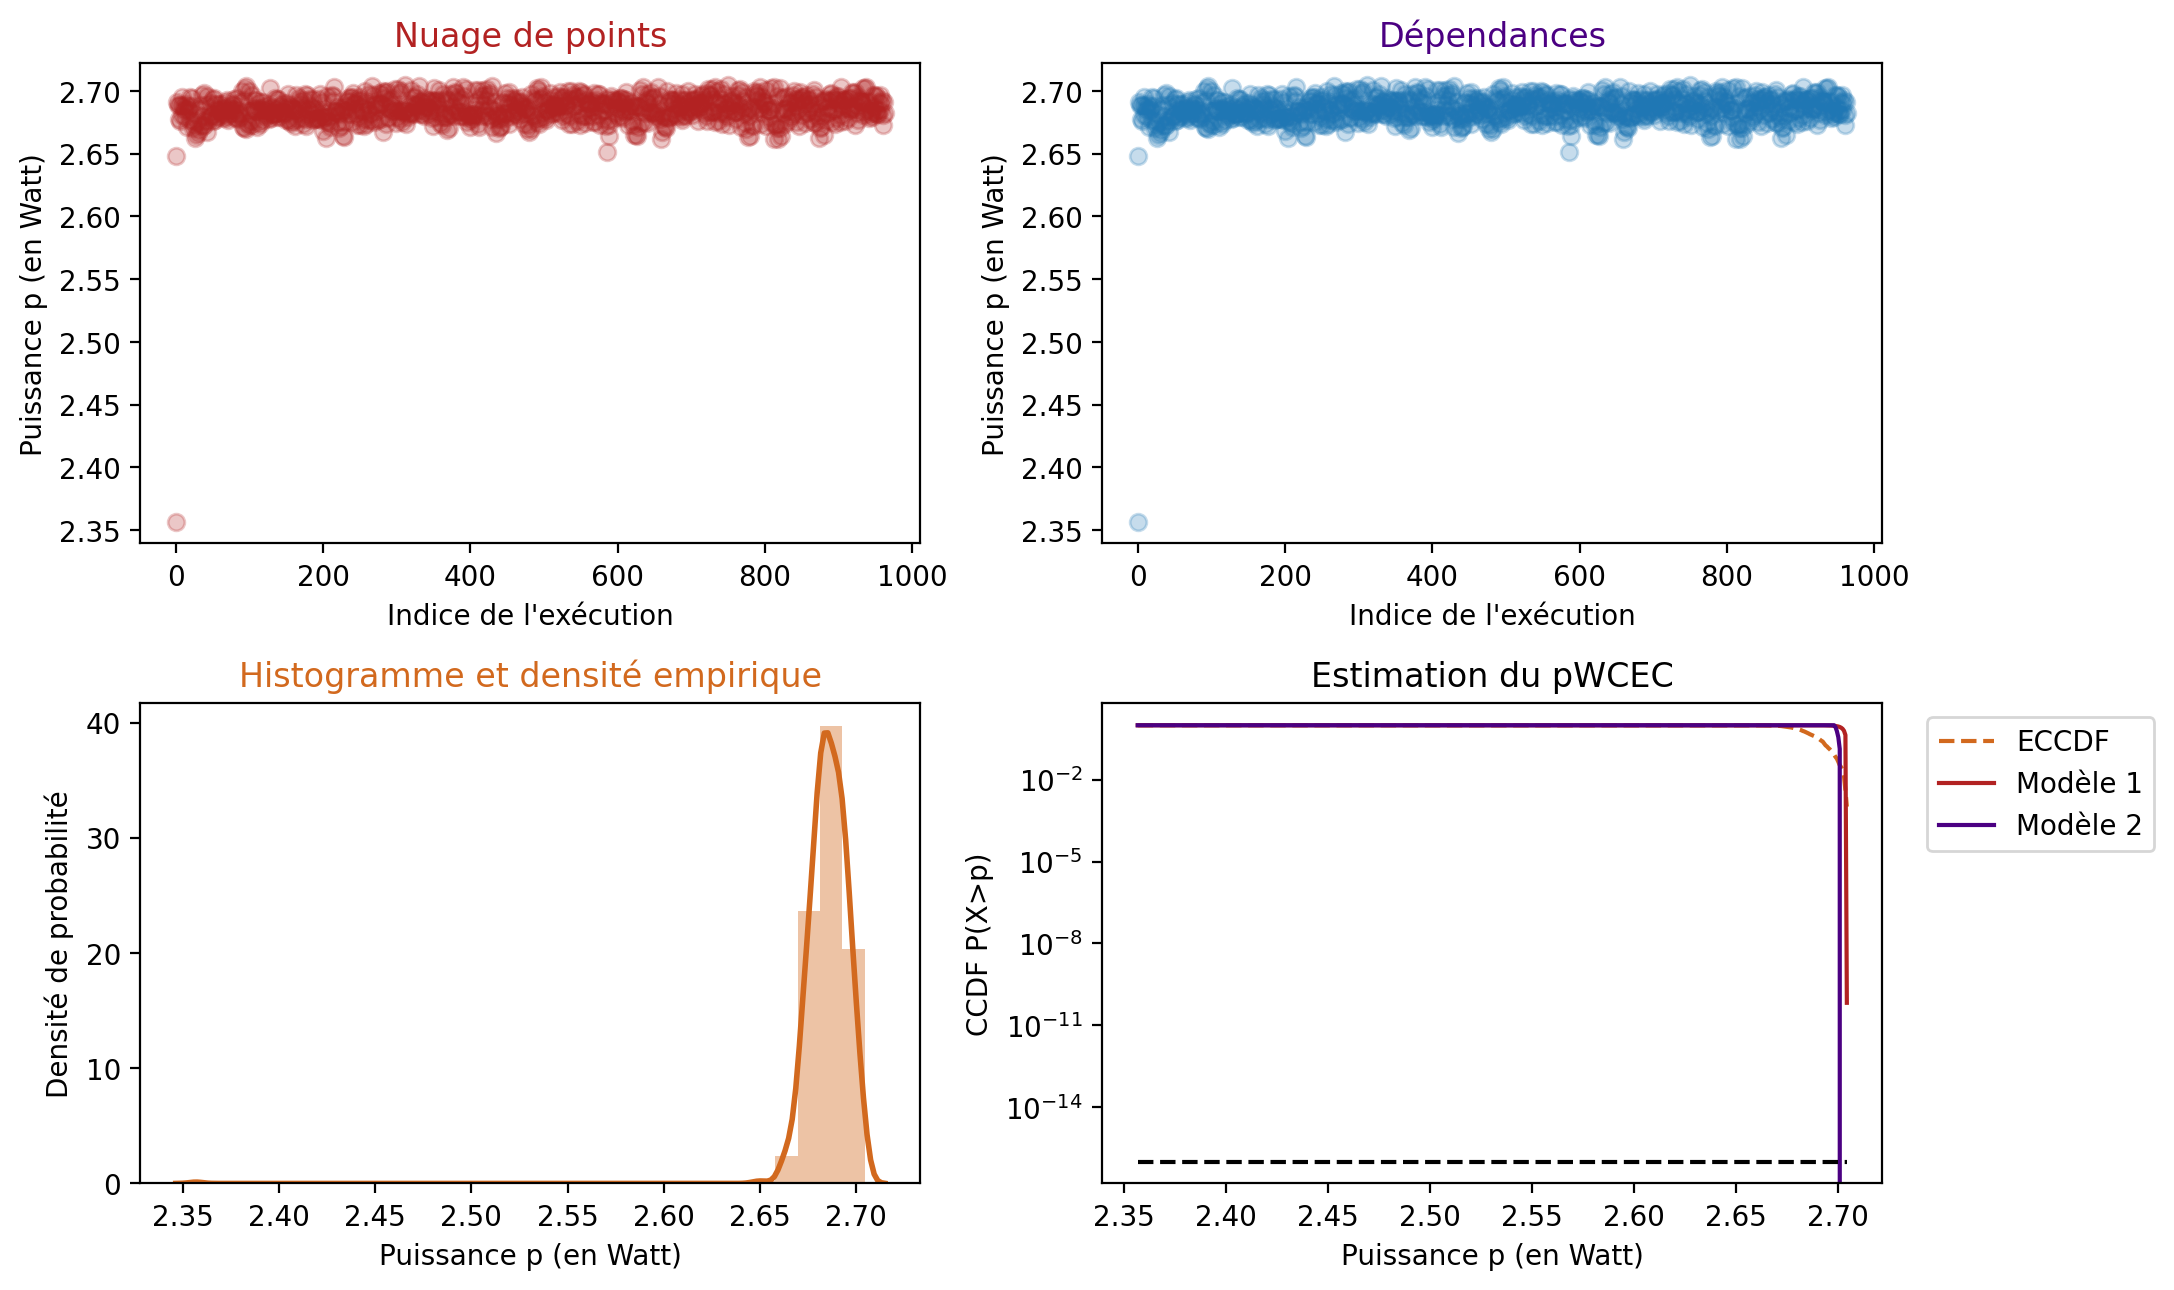 Nuage de points
2.70
2.65
2.60
2.55
2.50
2.45
2.40
2.35
Puissance p (en Watt)
0 200 400 600 800 1000
Indice de l'exécution
Dépendances
2.70
2.65
2.60
2.55
2.50
2.45
2.40
2.35
Puissance p (en Watt)
0 200 400 600 800 1000
Indice de l'exécution
Histogramme et densité empirique
40
30
20
10
0
Densité de probabilité
2.35 2.40 2.45 2.50 2.55 2.60 2.65 2.70
Puissance p (en Watt)
Estimation du pWCEC
10⁻²
10⁻⁵
10⁻⁸
10⁻¹¹
10⁻¹⁴
CCDF P(X>p)
2.35 2.40 2.45 2.50 2.55 2.60 2.65 2.70
Puissance p (en Watt)
ECCDF
Modèle 1
Modèle 2